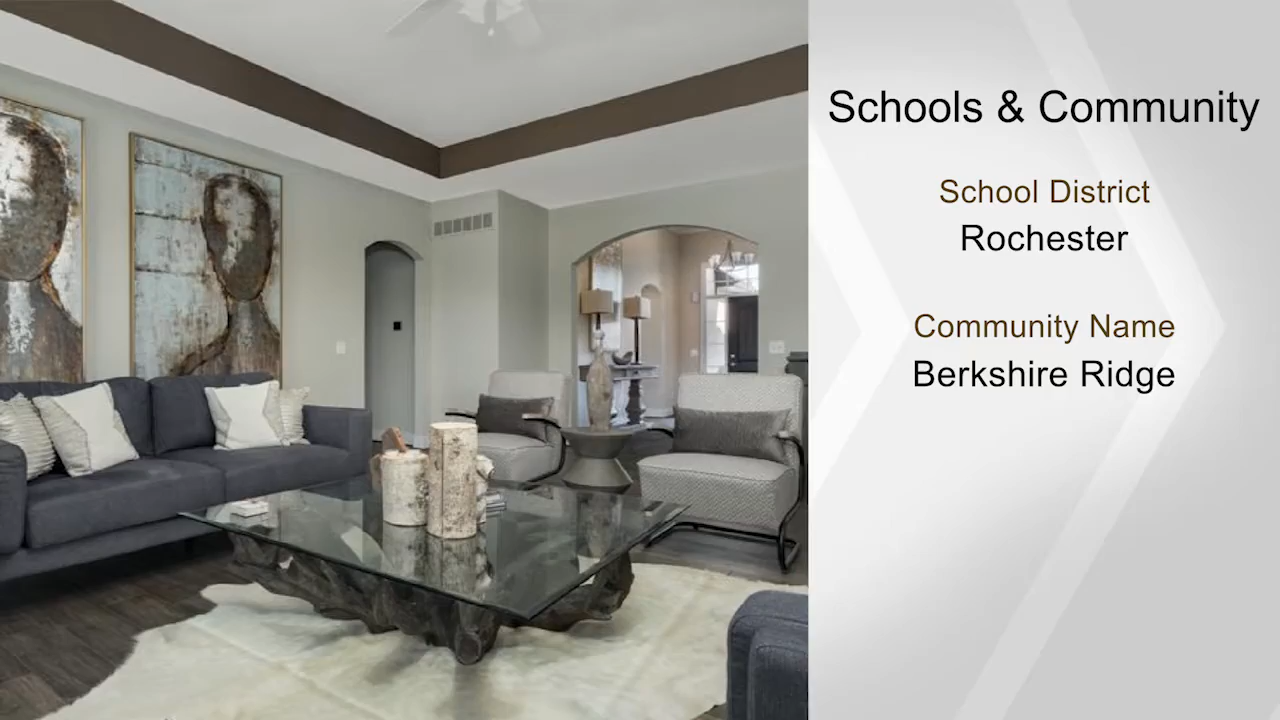 Schools & Community
School District
Rochester
Community Name
Berkshire Ridge